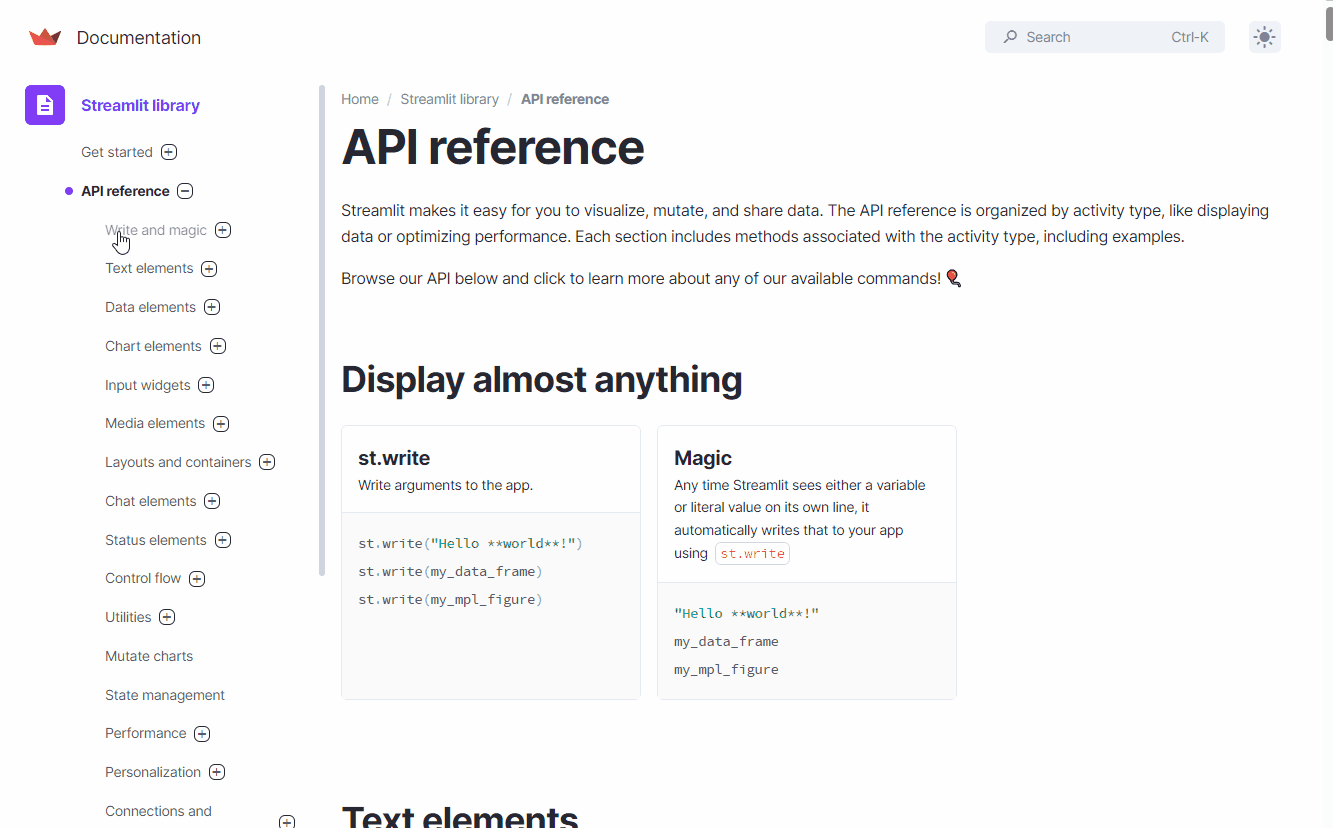 Documentation
Search Ctrl-K
Streamlit library
Get started
API reference
Write and magic
Text elements
Data elements
Chart elements
Input widgets
Media elements
Layouts and containers
Chat elements
Status elements
Control flow
Utilities
Mutate charts
State management
Performance
Personalization
Connections and
Home / Streamlit library / API reference
API reference
Streamlit makes it easy for you to visualize, mutate, and share data. The API reference is organized by activity type, like displaying
data or optimizing performance. Each section includes methods associated with the activity type, including examples.
Browse our API below and click to learn more about any of our available commands! 🎈
Display almost anything
st.write
Write arguments to the app.
st.write("Hello **world**!")
st.write(my_data_frame)
st.write(my_mpl_figure)
Magic
Any time Streamlit sees either a variable
or literal value on its own line, it
automatically writes that to your app
using st.write
"Hello **world**!"
my_data_frame
my_mpl_figure
Text elements